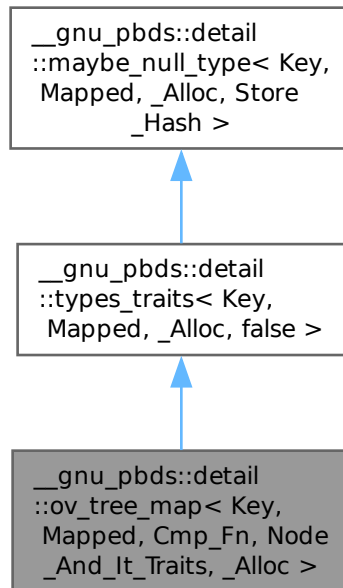 __gnu_pbds::detail
::maybe_null_type< Key,
Mapped, _Alloc, Store
_Hash >
__gnu_pbds::detail
::types_traits< Key,
Mapped, _Alloc, false >
__gnu_pbds::detail
::ov_tree_map< Key,
Mapped, Cmp_Fn, Node
_And_It_Traits, _Alloc >